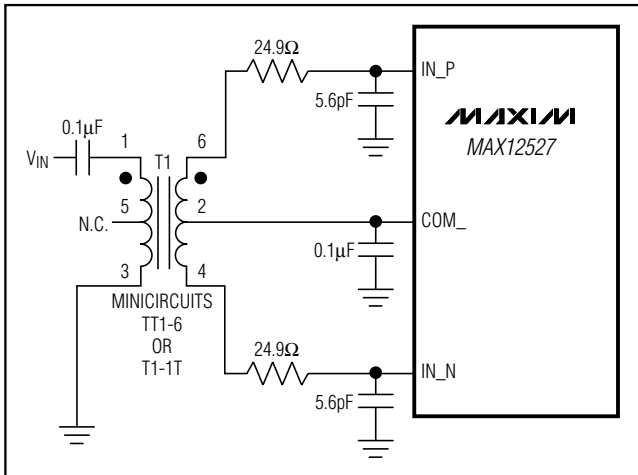 24.9Ω
IN_P
5.6pF
MAXIM
MAX12527
0.1μF
VIN
1
T1
6
5
N.C.
2
COM_
0.1μF
3
4
MINICIRCUITS
TT1-6
OR
T1-1T
24.9Ω
IN_N
5.6pF